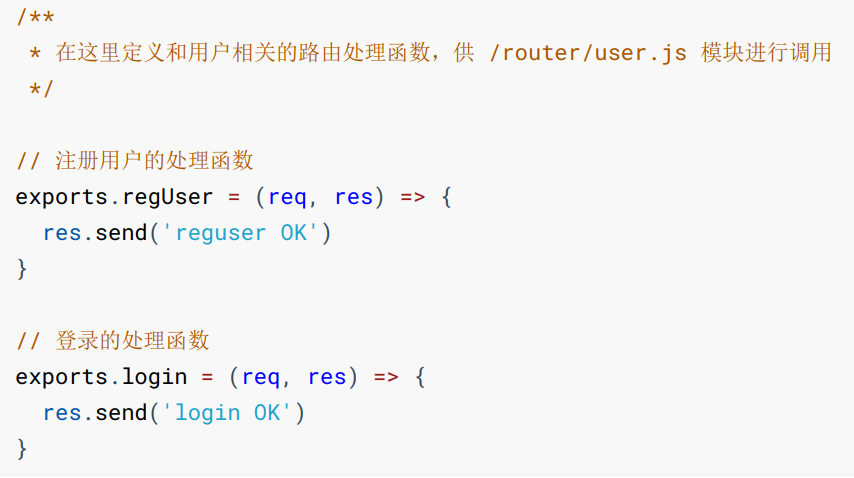 /**
 * 在这里定义和用户相关的路由处理函数，供 /router/user.js 模块进行调用
 */
// 注册用户的处理函数
exports.regUser = (req, res) => {
  res.send('reguser OK')
}
// 登录的处理函数
exports.login = (req, res) => {
  res.send('login OK')
}